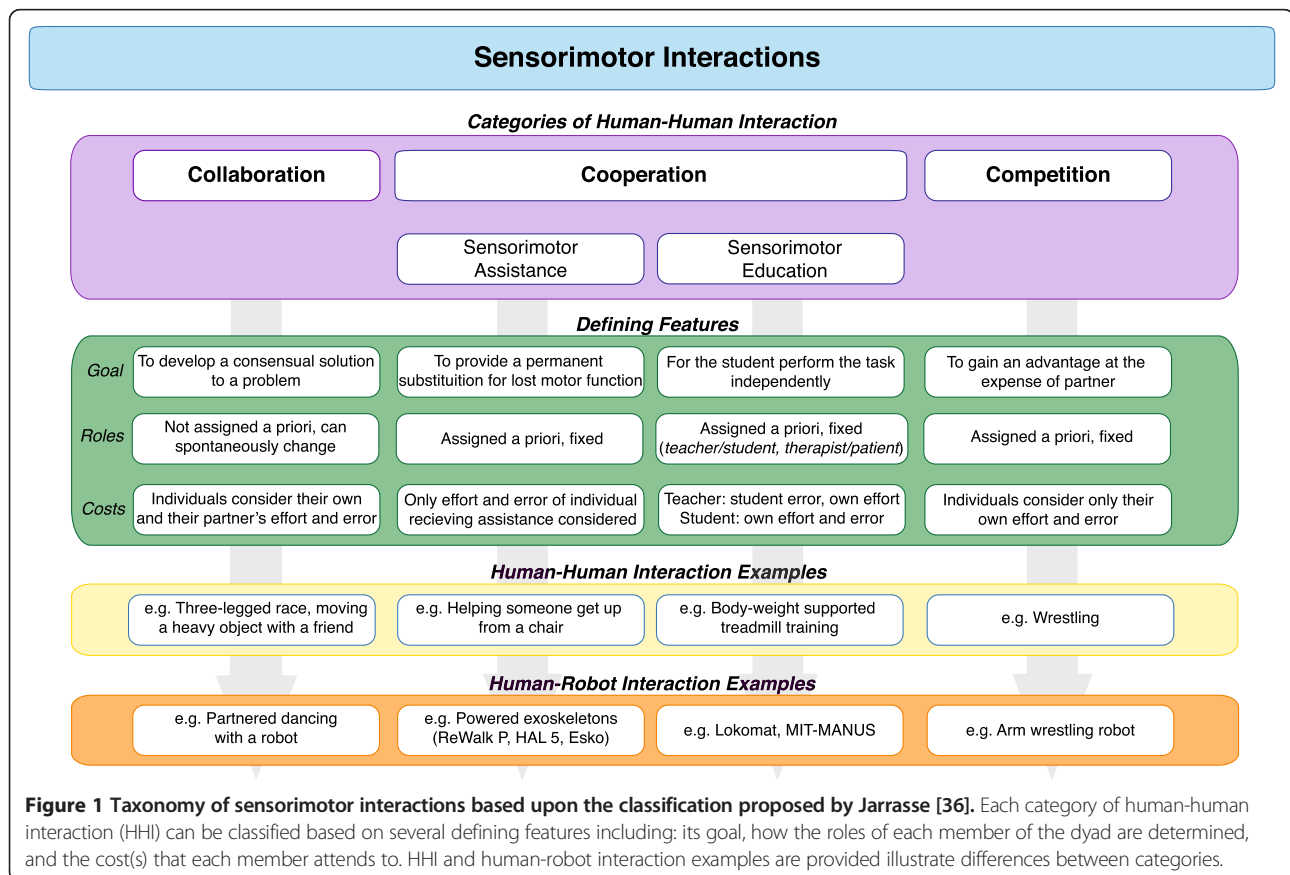 Sensorimotor Interactions
Categories of Human-Human Interaction
Collaboration
Cooperation
Competition
Sensorimotor
Assistance
Sensorimotor
Education
Defining Features
Goal
To develop a consensual solution
to a problem
To provide a permanent
substituition for lost motor function
For the student perform the task
independently
To gain an advantage at the
expense of partner
Roles
Not assigned a priori, can
spontaneously change
Assigned a priori, fixed
Assigned a priori, fixed
(teacher/student, therapist/patient)
Assigned a priori, fixed
Costs
Individuals consider their own
and their partner's effort and error
Only effort and error of individual
recieving assistance considered
Teacher: student error, own effort
Student: own effort and error
Individuals consider only their
own effort and error
Human-Human Interaction Examples
e.g. Three-legged race, moving
a heavy object with a friend
e.g. Helping someone get up
from a chair
e.g. Body-weight supported
treadmill training
e.g. Wrestling
Human-Robot Interaction Examples
e.g. Partnered dancing
with a robot
e.g. Powered exoskeletons
(ReWalk P, HAL 5, Esko)
e.g. Lokomat, MIT-MANUS
e.g. Arm wrestling robot
Figure 1 Taxonomy of sensorimotor interactions based upon the classification proposed by Jarrasse [36]. Each category of human-human
interaction (HHI) can be classified based on several defining features including: its goal, how the roles of each member of the dyad are determined,
and the cost(s) that each member attends to. HHI and human-robot interaction examples are provided illustrate differences between categories.